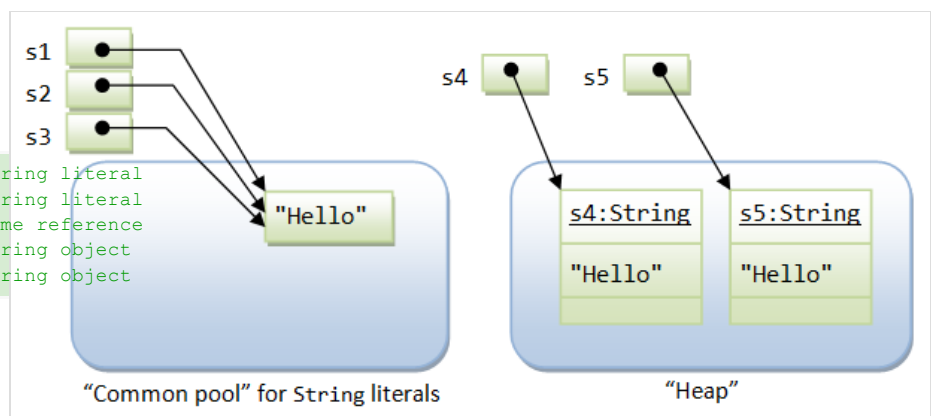 s1
s2
s3
ring literal
ring literal
me reference
ring object
ring object
"Hello"
“Common pool” for String literals
s4
s5
s4:String
"Hello"
s5:String
"Hello"
“Heap”